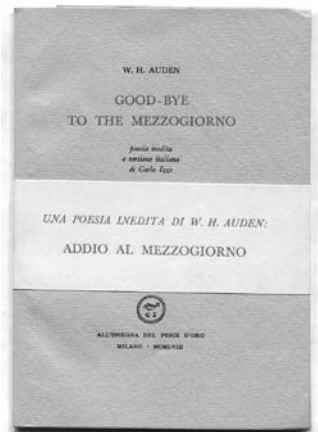 W. H. AUDEN
GOOD-BYE
TO THE MEZZOGIORNO
poesia inedita
e versione italiana
di Carlo Izzo
UNA POESIA INEDITA DI W. H. AUDEN:
ADDIO AL MEZZOGIORNO
ALL'INSEGNA DEL PESCE D'ORO
MILANO - MCMLVIII